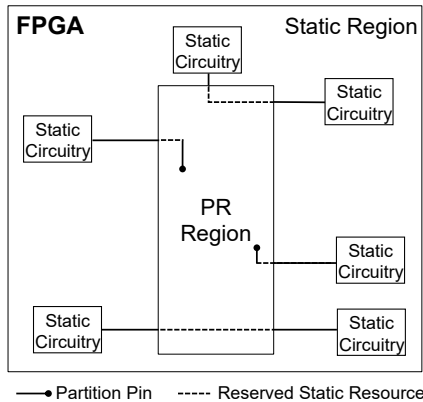 FPGA
Static Region
Static
Circuitry
Static
Circuitry
Static
Circuitry
PR
Region
Static
Circuitry
Static
Circuitry
Static
Circuitry
Partition Pin
Reserved Static Resource